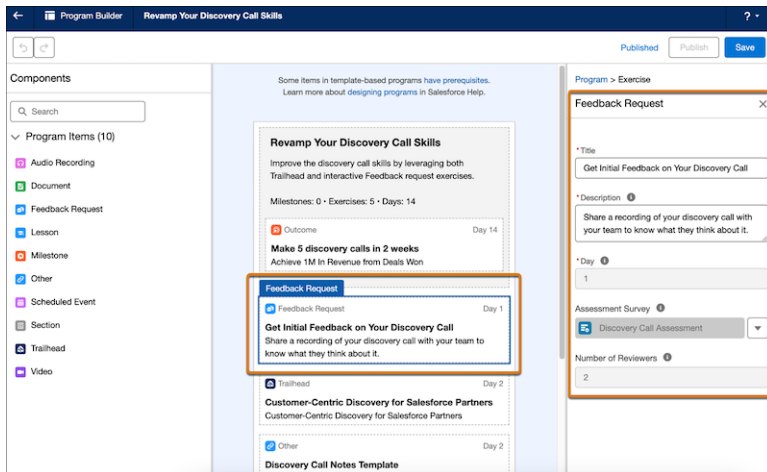 Program Builder
Revamp Your Discovery Call Skills
?
Published
Publish
Save
Components
Search
Program Items (10)
Audio Recording
Document
Feedback Request
Lesson
Milestone
Other
Scheduled Event
Section
Trailhead
Video
Some items in template-based programs have prerequisites.
Learn more about designing programs in Salesforce Help.
Revamp Your Discovery Call Skills
Improve the discovery call skills by leveraging both
Trailhead and interactive Feedback request exercises.
Milestones: 0 • Exercises: 5 • Days: 14
Outcome Day 14
Make 5 discovery calls in 2 weeks
Achieve 1M In Revenue from Deals Won
Feedback Request
Feedback Request Day 1
Get Initial Feedback on Your Discovery Call
Share a recording of your discovery call with your team to
know what they think about it.
Trailhead Day 2
Customer-Centric Discovery for Salesforce Partners
Customer-Centric Discovery for Salesforce Partners
Other Day 2
Discovery Call Notes Template
Program > Exercise
Feedback Request
*Title
Get Initial Feedback on Your Discovery Call
*Description
Share a recording of your discovery call with
your team to know what they think about it.
*Day
1
Assessment Survey
Discovery Call Assessment
Number of Reviewers
2